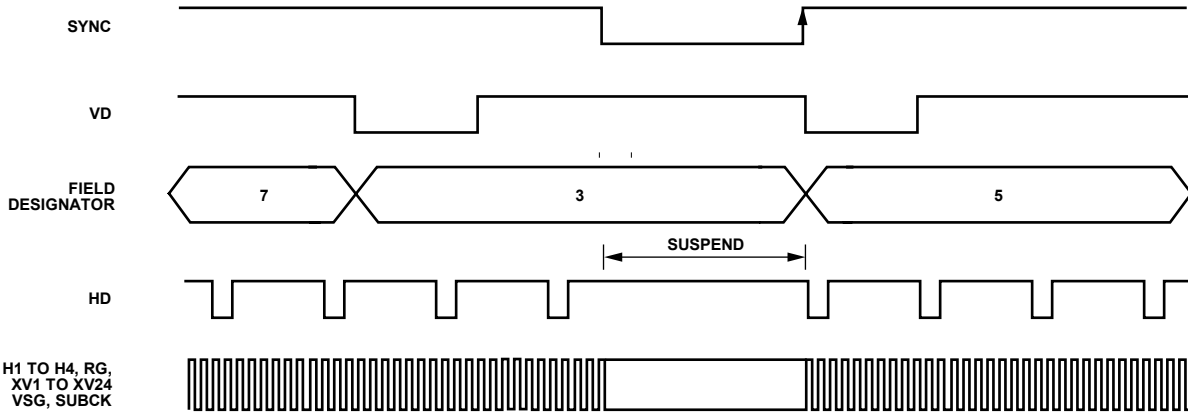 SYNC
VD
FIELD
DESIGNATOR
7
3
5
SUSPEND
HD
H1 TO H4, RG,
XV1 TO XV24
VSG, SUBCK